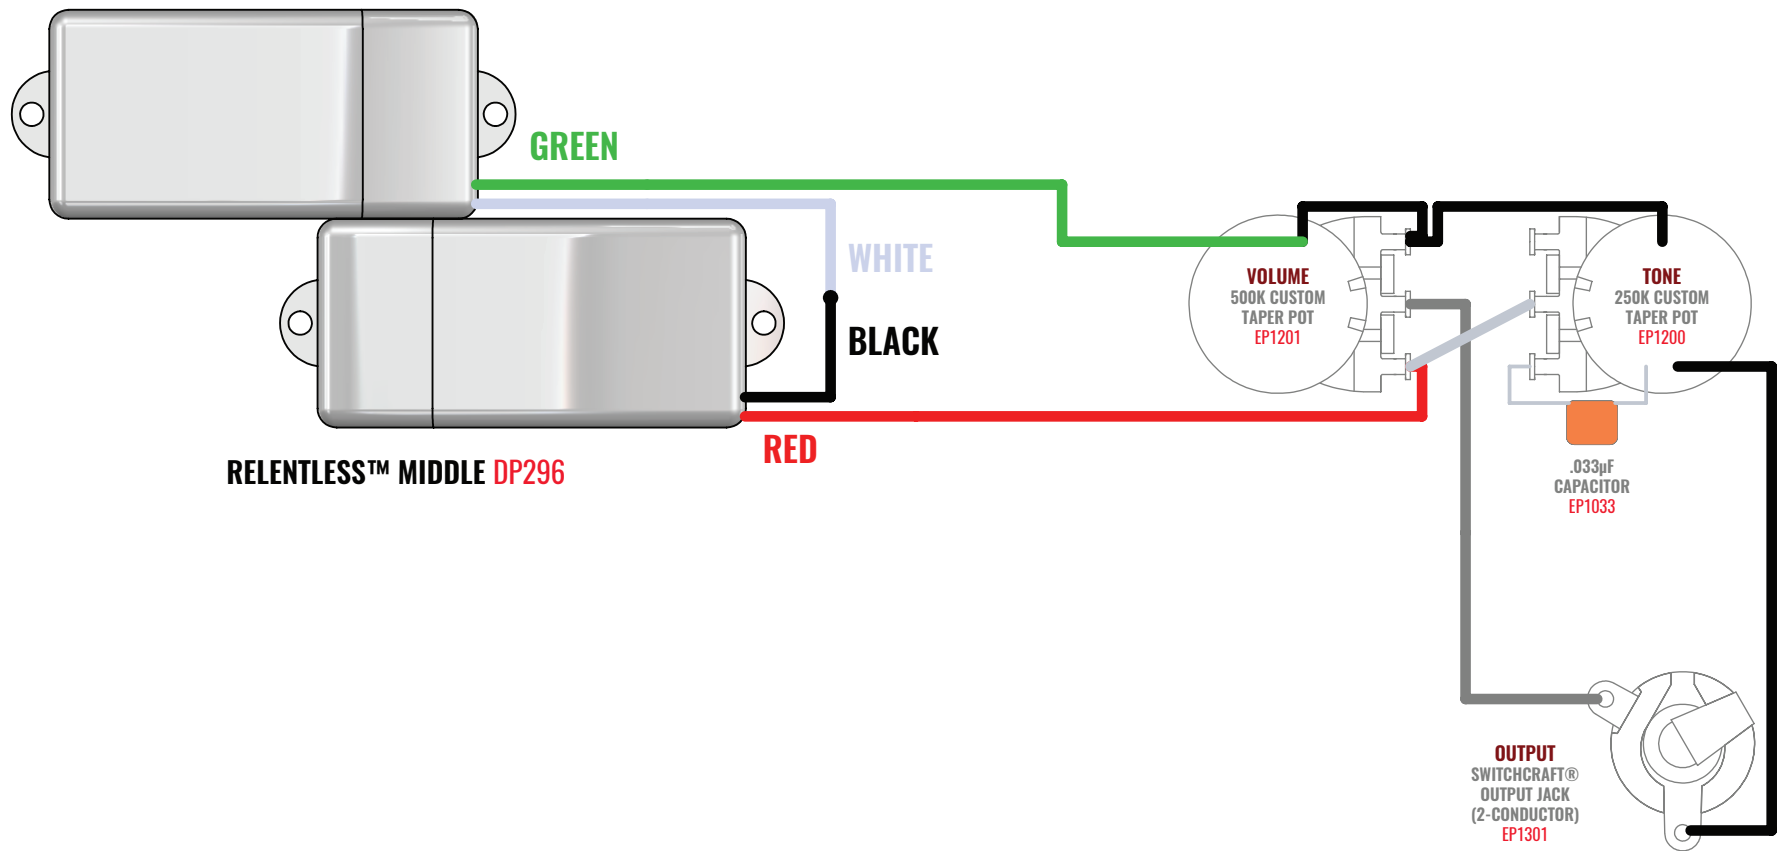 GREEN
WHITE
BLACK
RED
RELENTLESS™ MIDDLE DP296
VOLUME
500K CUSTOM
TAPER POT
EP1201
TONE
250K CUSTOM
TAPER POT
EP1200
.033µF
CAPACITOR
EP1033
OUTPUT
SWITCHCRAFT®
OUTPUT JACK
(2-CONDUCTOR)
EP1301